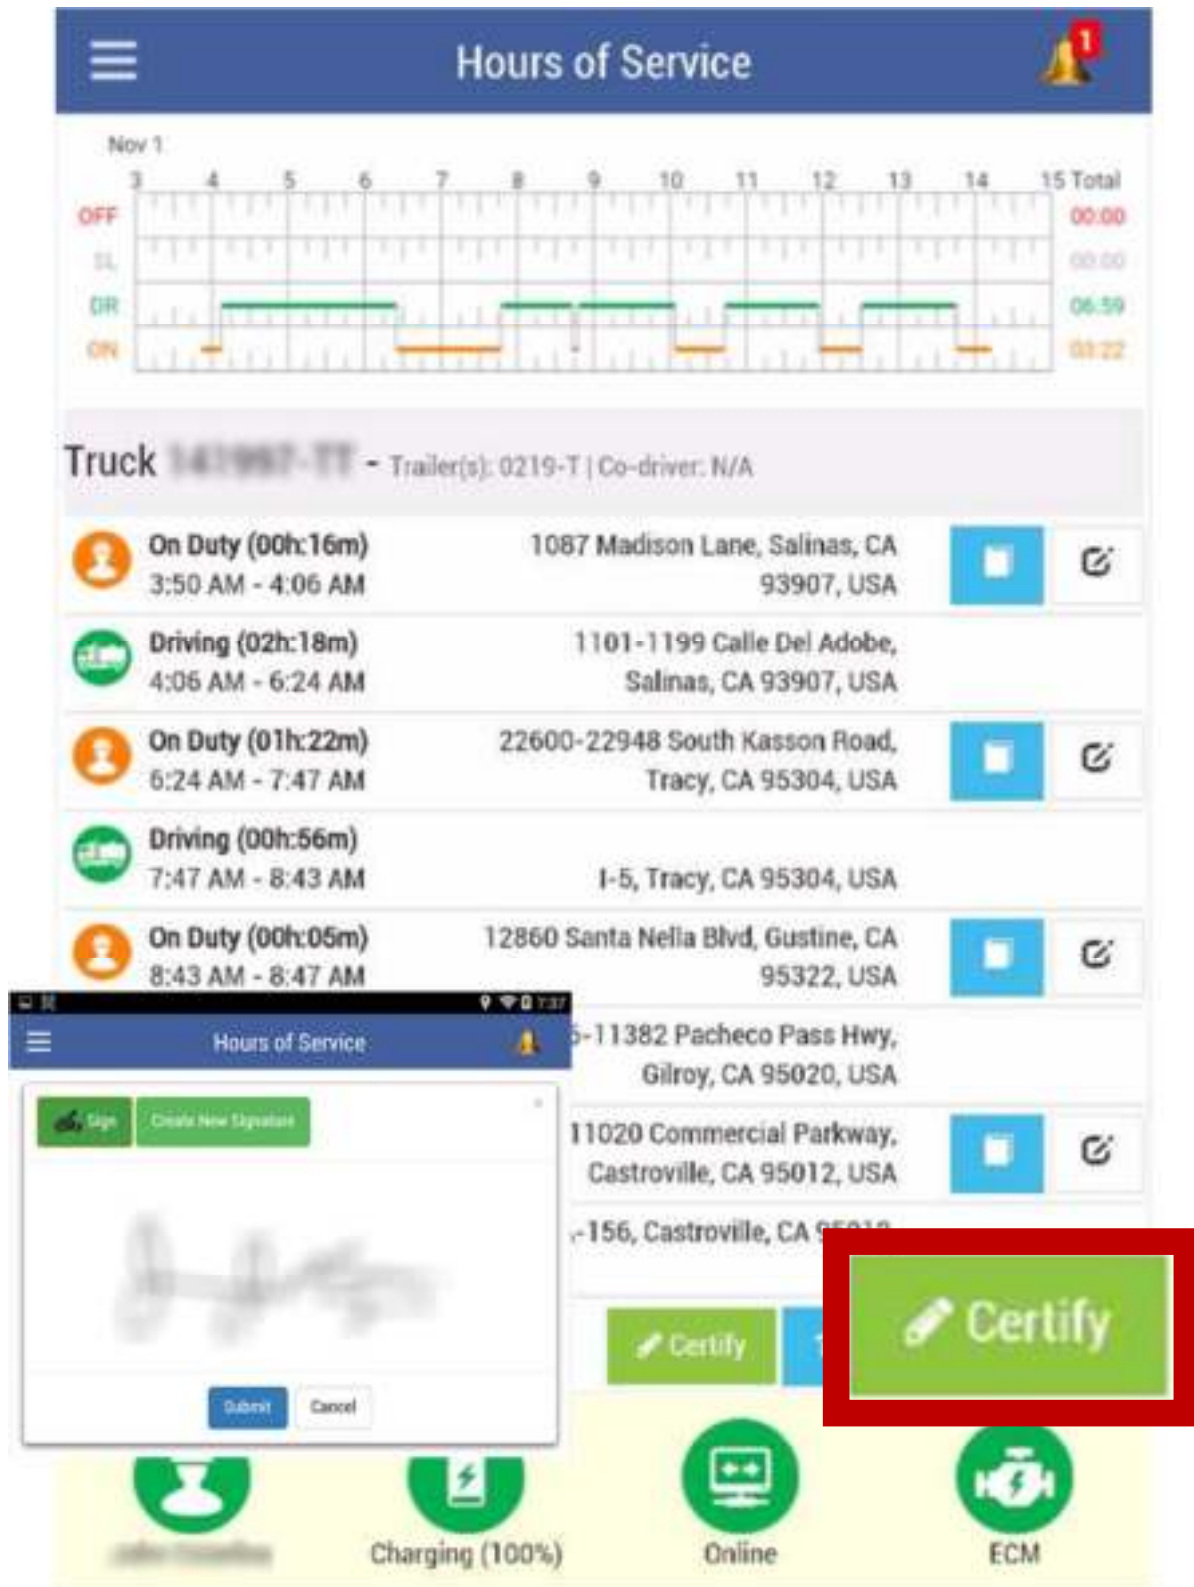 Hours of Service
1
Nov 1
3 4 5 6 7 8 9 10 11 12 13 14 15 Total
OFF 00:00
SL 00:00
DR 06:59
ON 03:22
Truck - Trailer(s): 0219-T | Co-driver: N/A
On Duty (00h:16m)
3:50 AM - 4:06 AM
1087 Madison Lane, Salinas, CA
93907, USA
Driving (02h:18m)
4:06 AM - 6:24 AM
1101-1199 Calle Del Adobe,
Salinas, CA 93907, USA
On Duty (01h:22m)
6:24 AM - 7:47 AM
22600-22948 South Kasson Road,
Tracy, CA 95304, USA
Driving (00h:56m)
7:47 AM - 8:43 AM
I-5, Tracy, CA 95304, USA
On Duty (00h:05m)
8:43 AM - 8:47 AM
12860 Santa Nella Blvd, Gustine, CA
95322, USA
-11382 Pacheco Pass Hwy,
Gilroy, CA 95020, USA
11020 Commercial Parkway,
Castroville, CA 95012, USA
-156, Castroville, CA 95012,
7:37
Hours of Service
Sign
Create New Signature
Submit
Cancel
Certify
Certify
Charging (100%)
Online
ECM